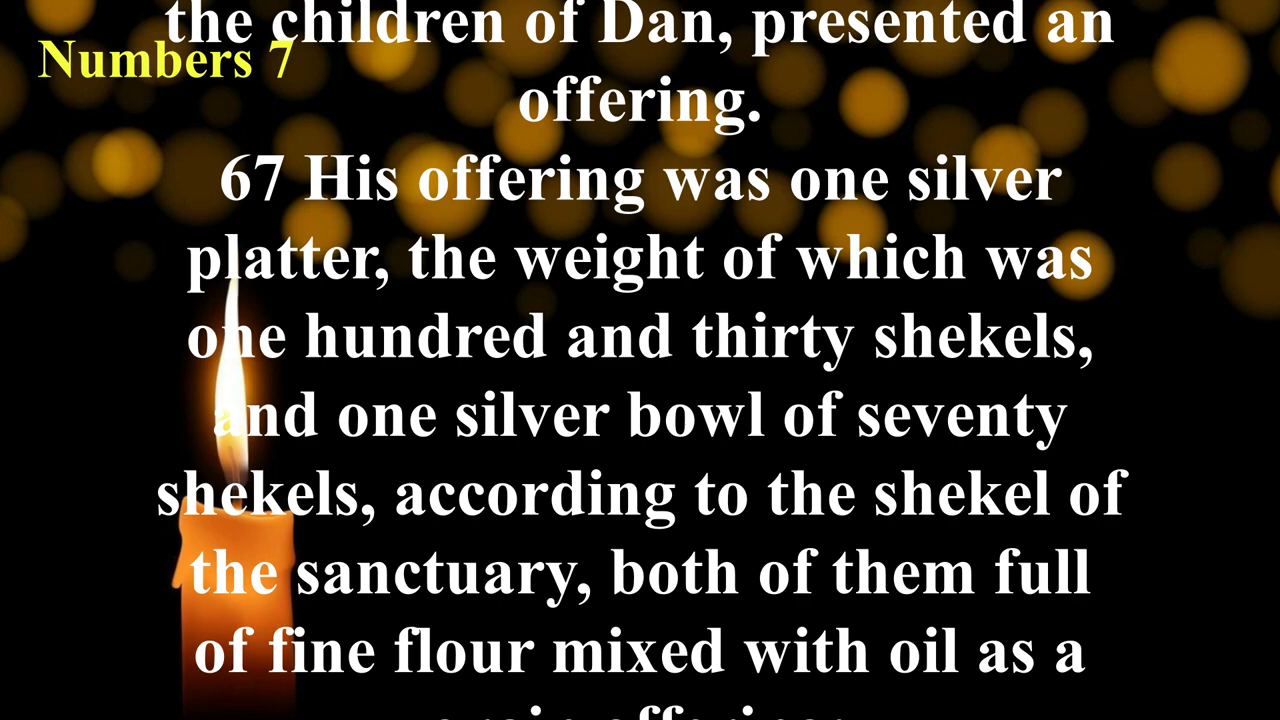 the children of Dan, presented an
Numbers 7
offering.
67 His offering was one silver
platter, the weight of which was
one hundred and thirty shekels,
and one silver bowl of seventy
shekels, according to the shekel of
the sanctuary, both of them full
of fine flour mixed with oil as a